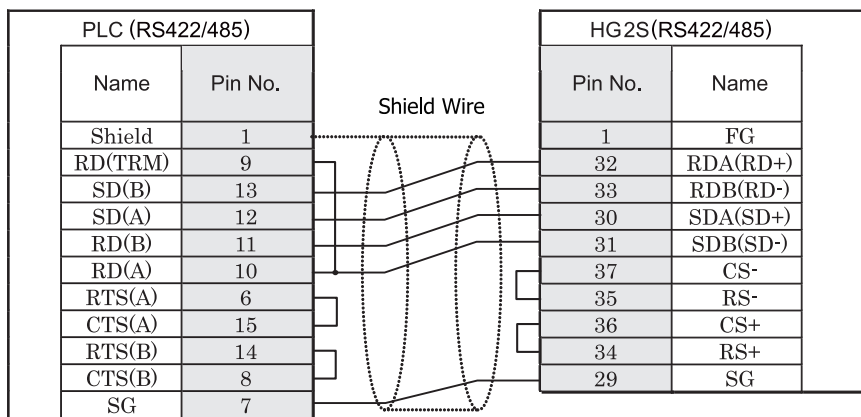 PLC (RS422/485) HG2S(RS422/485)
Name Pin No. Pin No. Name
Shield Wire
Shield 1 1 FG
RD(TRM) 9 32 RDA(RD+)
SD(B) 13 33 RDB(RD-)
SD(A) 12 30 SDA(SD+)
RD(B) 11 31 SDB(SD-)
RD(A) 10 37 CS-
RTS(A) 6 35 RS-
CTS(A) 15 36 CS+
RTS(B) 14 34 RS+
CTS(B) 8 29 SG
SG 7